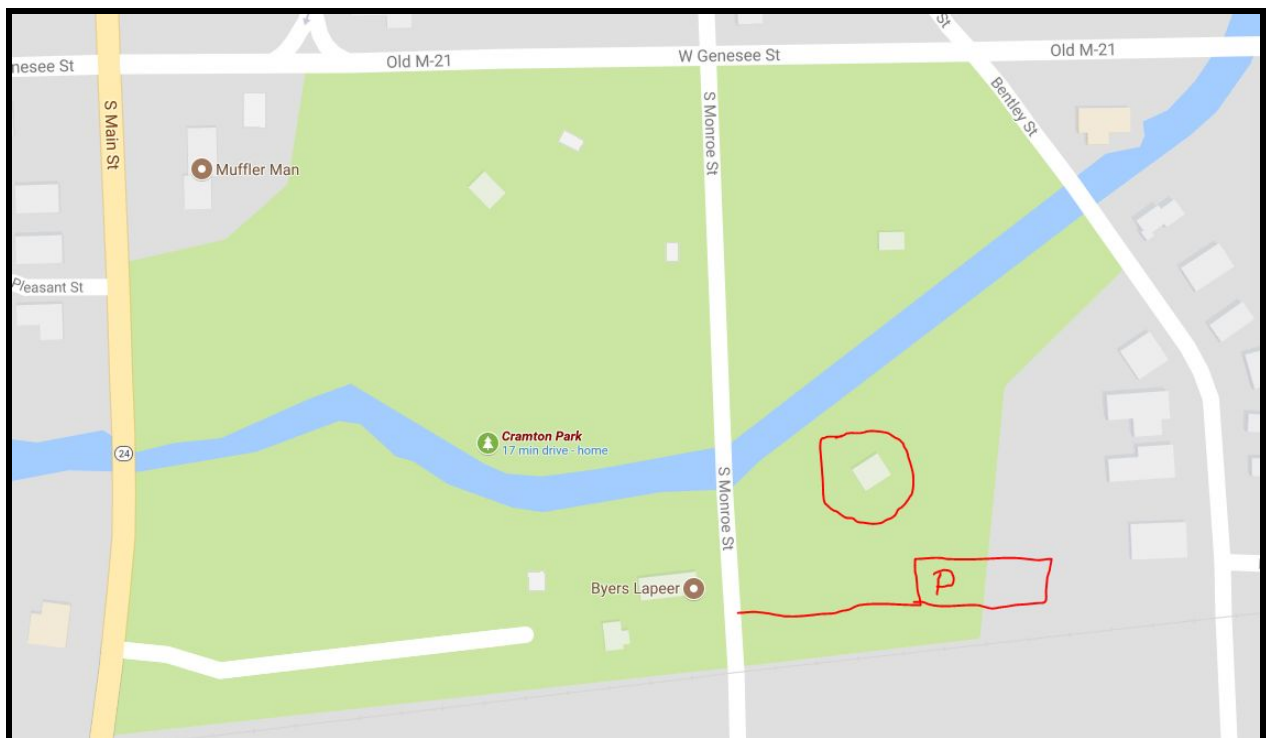 nesee St
Old M-21
W Genesee St
St
Old M-21
S Main St
S Monroe St
Bentley St
Muffler Man
Pleasant St
Cramton Park
17 min drive - home
24
S Monroe St
Byers Lapeer
P